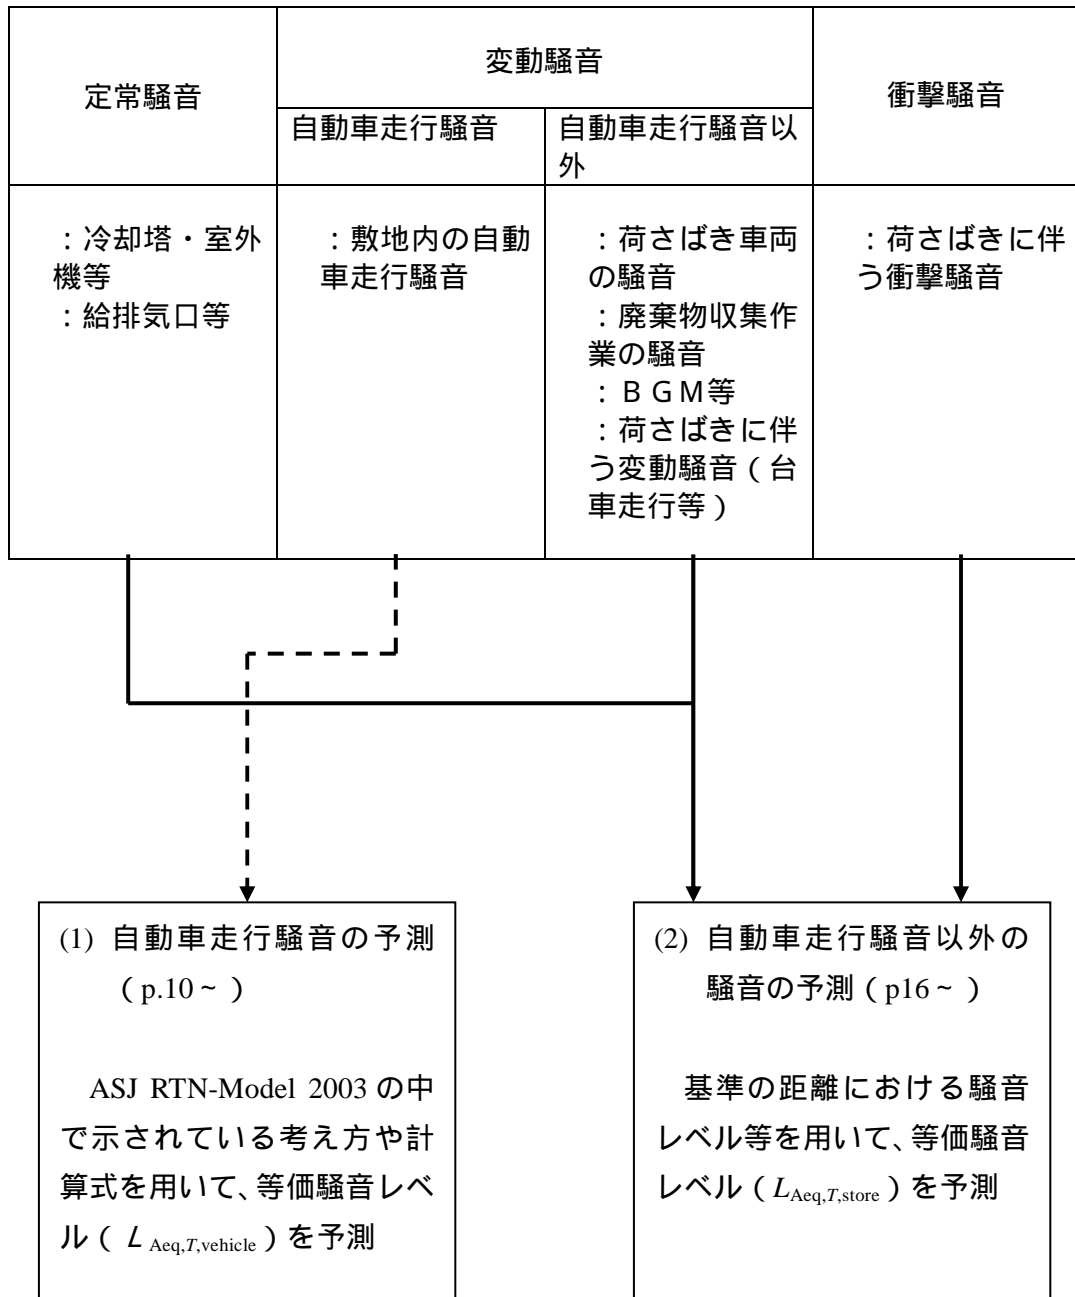 定常騒音
変動騒音
衝撃騒音
自動車走行騒音
自動車走行騒音以
外
:冷却塔・室外
機等
:給排気口等
:敷地内の自動
車走行騒音
:荷さばき車両
の騒音
:廃棄物収集作
業の騒音
:BGM等
:荷さばきに伴
う変動騒音(台
車走行等)
:荷さばきに伴
う衝撃騒音
(1) 自動車走行騒音の予測
(p.10~)
ASJ RTN-Model 2003 の中
で示されている考え方や計
算式を用いて、等価騒音レベ
ル( L Aeq,T,vehicle)を予測
(2) 自動車走行騒音以外の
騒音の予測(p16~)
基準の距離における騒音
レベル等を用いて、等価騒音
レベル(LAeq,T,store)を予測